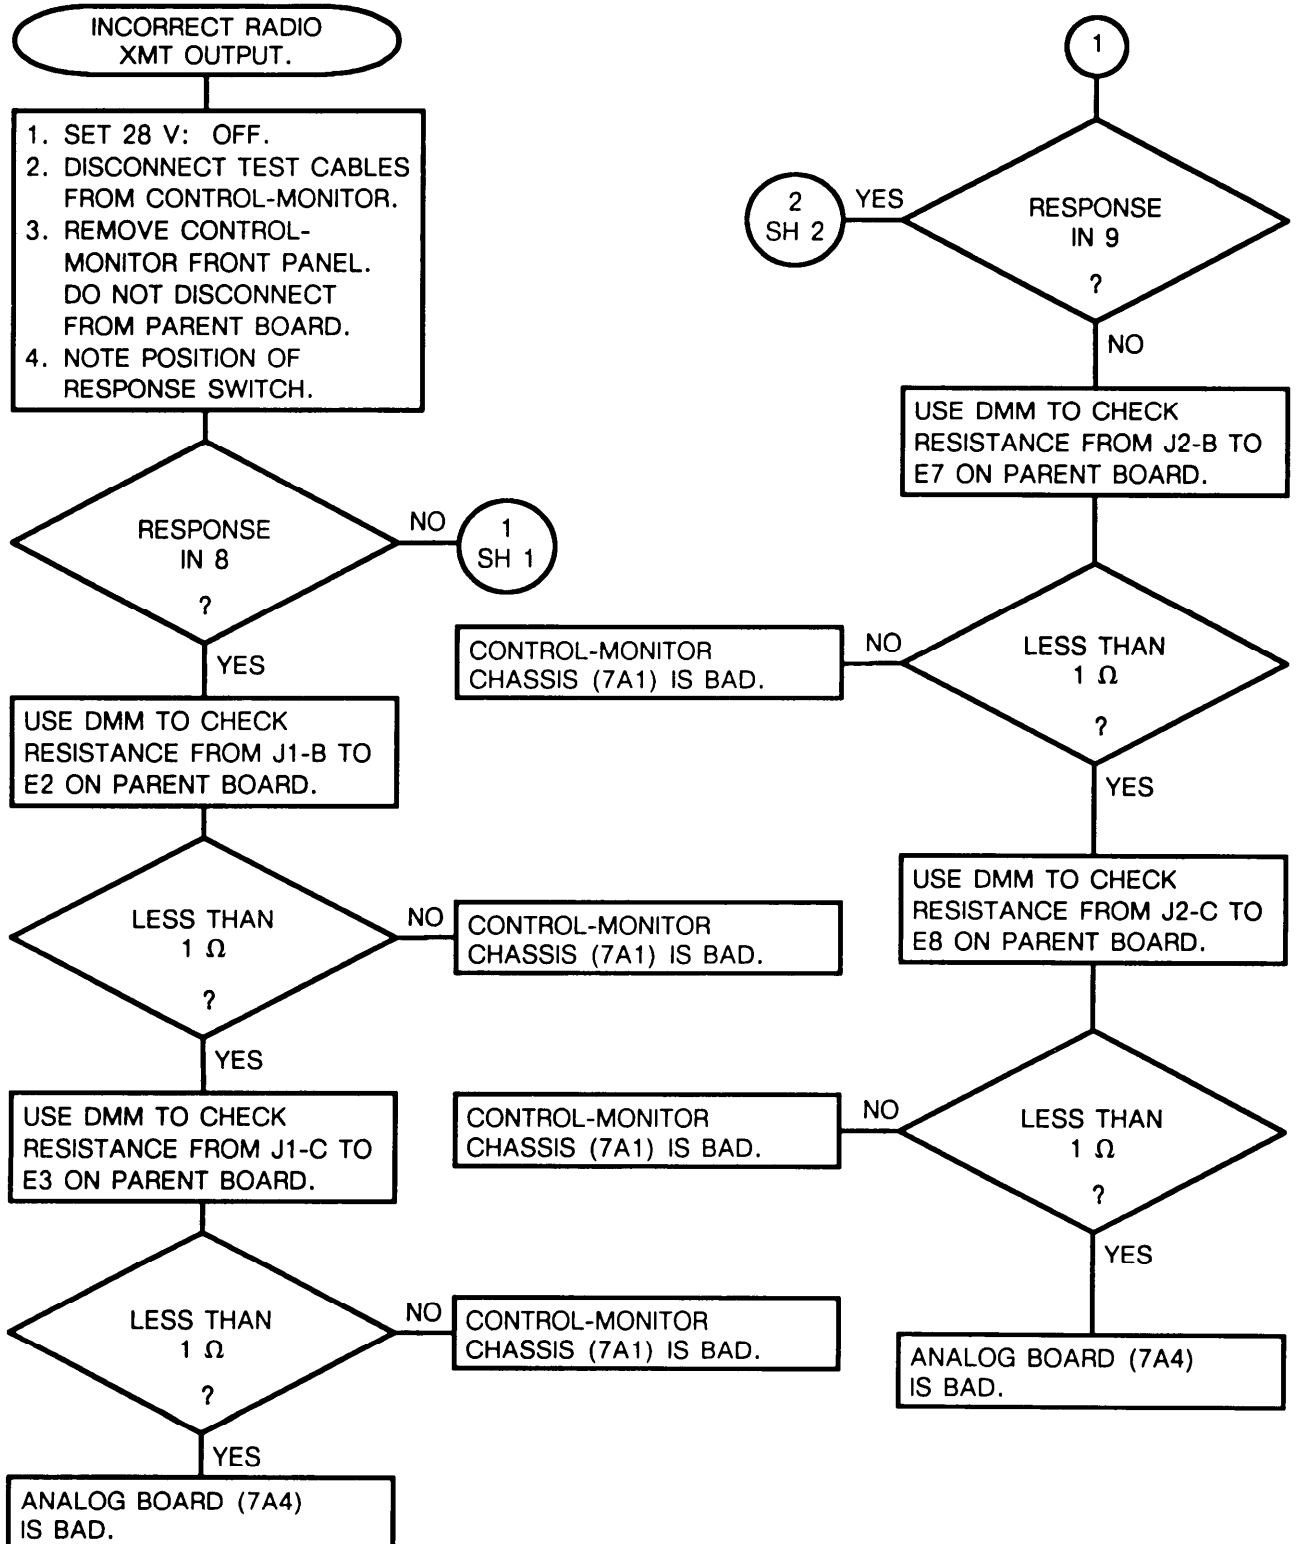 INCORRECT RADIO
XMT OUTPUT.
1. SET 28 V: OFF.
2. DISCONNECT TEST CABLES
FROM CONTROL-MONITOR.
3. REMOVE CONTROL-
MONITOR FRONT PANEL.
DO NOT DISCONNECT
FROM PARENT BOARD.
4. NOTE POSITION OF
RESPONSE SWITCH.
RESPONSE
IN 8
?
NO
1
SH 1
YES
USE DMM TO CHECK
RESISTANCE FROM J1-B TO
E2 ON PARENT BOARD.
LESS THAN
1 Ω
?
NO
CONTROL-MONITOR
CHASSIS (7A1) IS BAD.
YES
USE DMM TO CHECK
RESISTANCE FROM J1-C TO
E3 ON PARENT BOARD.
LESS THAN
1 Ω
?
NO
CONTROL-MONITOR
CHASSIS (7A1) IS BAD.
YES
ANALOG BOARD (7A4)
IS BAD.
1
RESPONSE
IN 9
?
YES
2
SH 2
NO
USE DMM TO CHECK
RESISTANCE FROM J2-B TO
E7 ON PARENT BOARD.
LESS THAN
1 Ω
?
NO
CONTROL-MONITOR
CHASSIS (7A1) IS BAD.
YES
USE DMM TO CHECK
RESISTANCE FROM J2-C TO
E8 ON PARENT BOARD.
LESS THAN
1 Ω
?
NO
CONTROL-MONITOR
CHASSIS (7A1) IS BAD.
YES
ANALOG BOARD (7A4)
IS BAD.